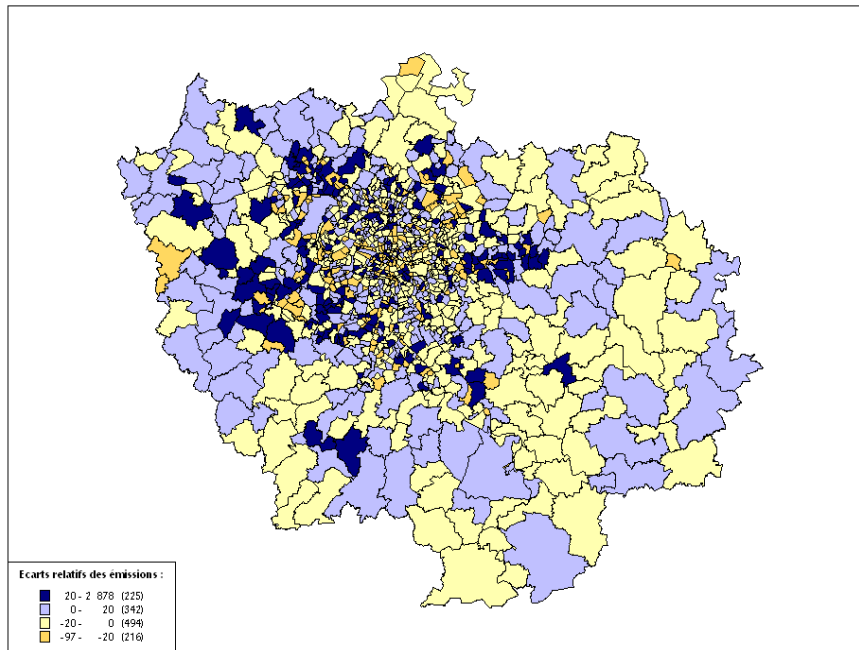 Ecarts relatifs des émissions :
20 - 2 878 (225)
0 - 20 (342)
-20 - 0 (494)
-97 - -20 (216)